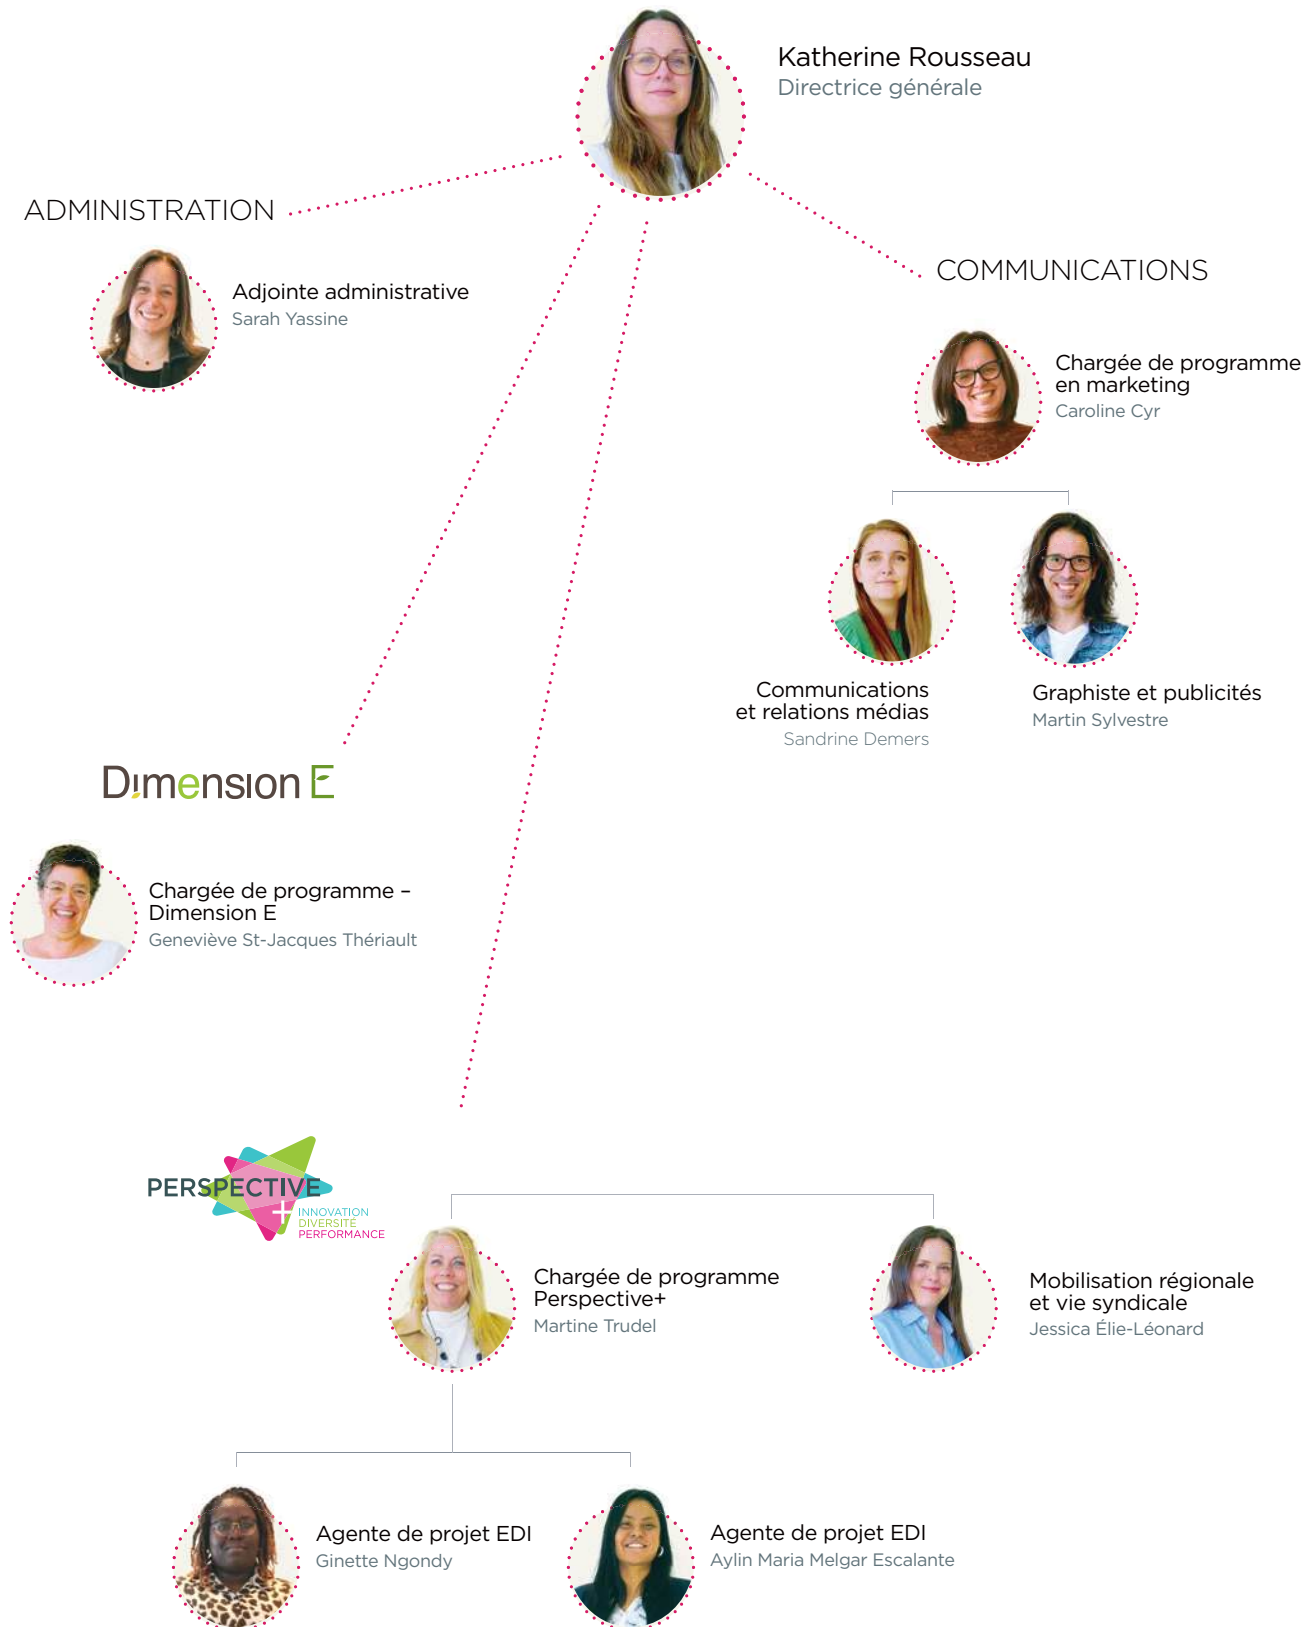 Katherine Rousseau
Directrice générale
ADMINISTRATION
Adjointe administrative
Sarah Yassine
COMMUNICATIONS
Chargée de programme
en marketing
Caroline Cyr
Communications
et relations médias
Sandrine Demers
Graphiste et publicités
Martin Sylvestre
Dimension E
Chargée de programme –
Dimension E
Geneviève St-Jacques Thériault
PERSPECTIVE
+ INNOVATION
DIVERSITÉ
PERFORMANCE
Chargée de programme
Perspective+
Martine Trudel
Mobilisation régionale
et vie syndicale
Jessica Élie-Léonard
Agente de projet EDI
Ginette Ngondy
Agente de projet EDI
Aylin Maria Melgar Escalante